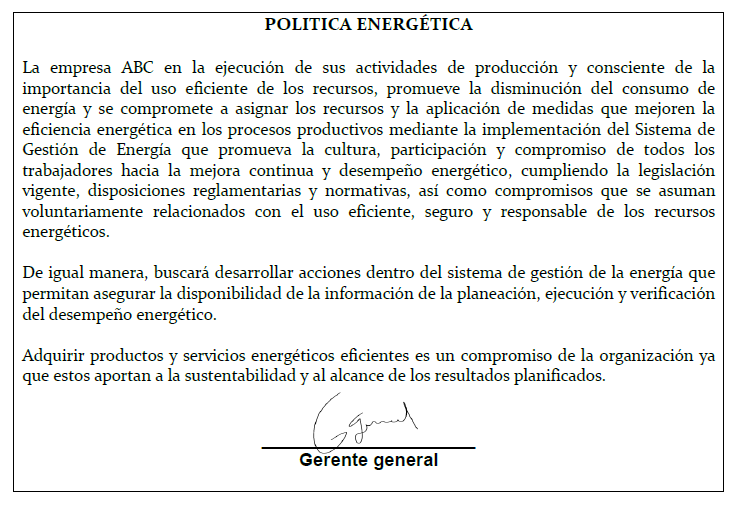 POLITICA ENERGÉTICA
La empresa ABC en la ejecución de sus actividades de producción y consciente de la
importancia del uso eficiente de los recursos, promueve la disminución del consumo de
energía y se compromete a asignar los recursos y la aplicación de medidas que mejoren la
eficiencia energética en los procesos productivos mediante la implementación del Sistema de
Gestión de Energía que promueva la cultura, participación y compromiso de todos los
trabajadores hacia la mejora continua y desempeño energético, cumpliendo la legislación
vigente, disposiciones reglamentarias y normativas, así como compromisos que se asuman
voluntariamente relacionados con el uso eficiente, seguro y responsable de los recursos
energéticos.
De igual manera, buscará desarrollar acciones dentro del sistema de gestión de la energía que
permitan asegurar la disponibilidad de la información de la planeación, ejecución y verificación
del desempeño energético.
Adquirir productos y servicios energéticos eficientes es un compromiso de la organización ya
que estos aportan a la sustentabilidad y al alcance de los resultados planificados.
Gerente general